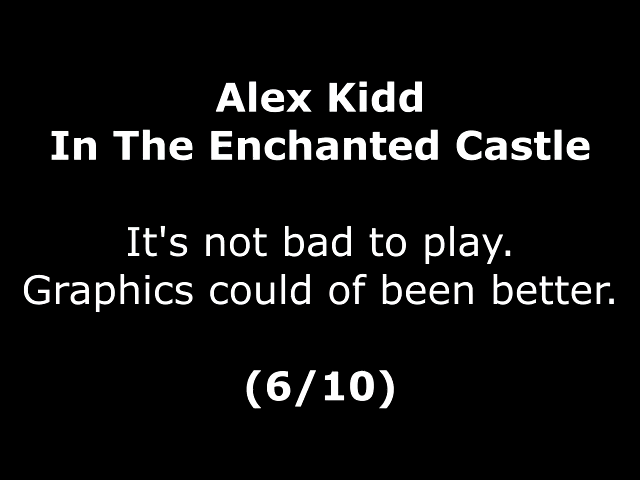 Alex Kidd
In The Enchanted Castle
It's not bad to play.
Graphics could of been better.
(6/10)